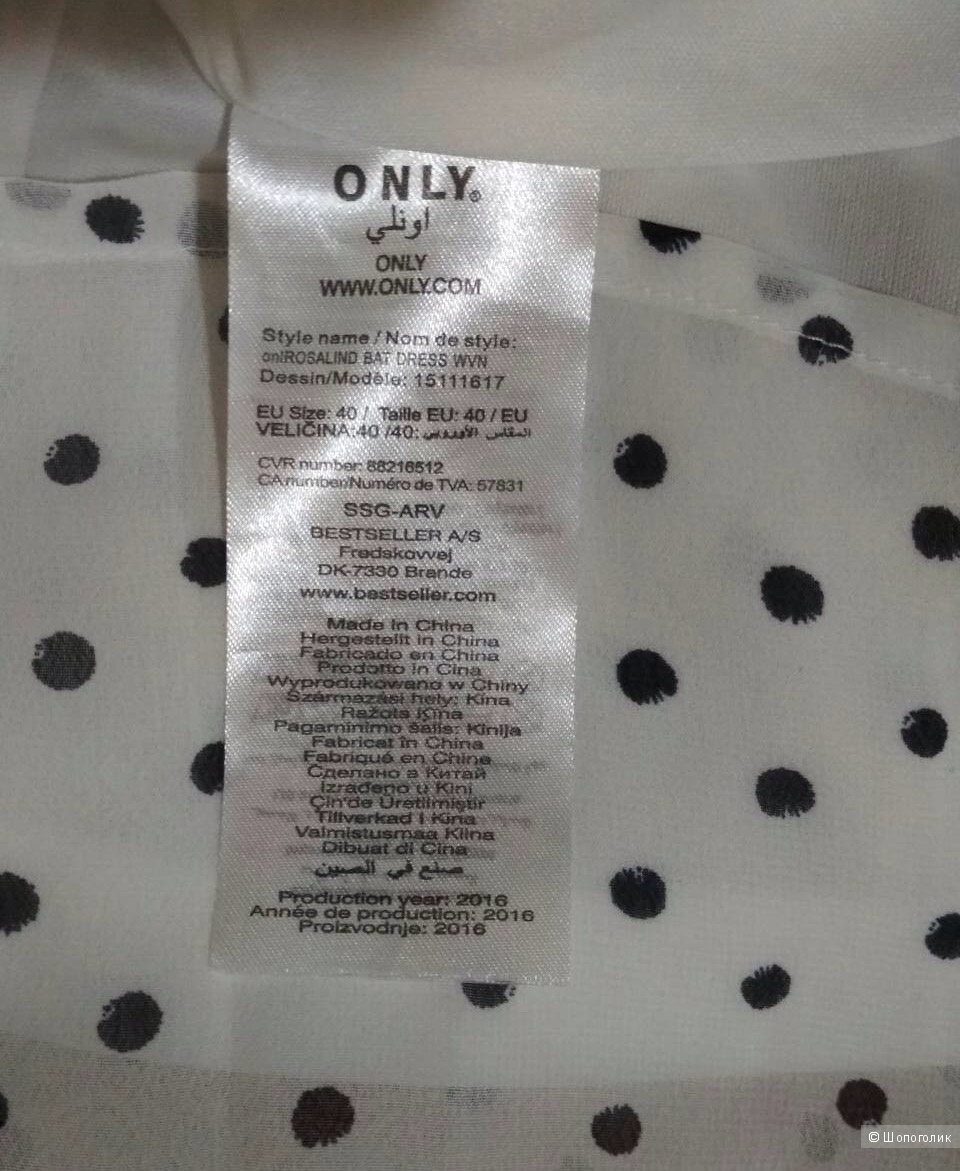 ONLY®
اونلي
ONLY
WWW.ONLY.COM
Style name / Nom de style:
onlROSALIND BAT DRESS WVN
Dessin/Modèle: 15111617
EU Size: 40 / Taille EU: 40 / EU
VELIČINA:40 /40: المقاس الأوروبي
CVR number: 88216512
CA number/Numéro de TVA: 57831
SSG-ARV
BESTSELLER A/S
Fredskovvej
DK-7330 Brande
www.bestseller.com
Made in China
Hergestellt in China
Fabricado en China
Prodotto in Cina
Wyprodukowano w Chiny
Származási hely: Kína
Ražots Ķīna
Pagaminimo šalis: Kinija
Fabricat în China
Fabriqué en Chine
Сделано в Китай
Izrađeno u Kini
Çin'de Üretilmiştir
Tillverkad i Kina
Valmistusmaa Kiina
Dibuat di Cina
صنع في الصين
Production year: 2016
Année de production: 2016
Proizvodnje: 2016
© Шопоголик